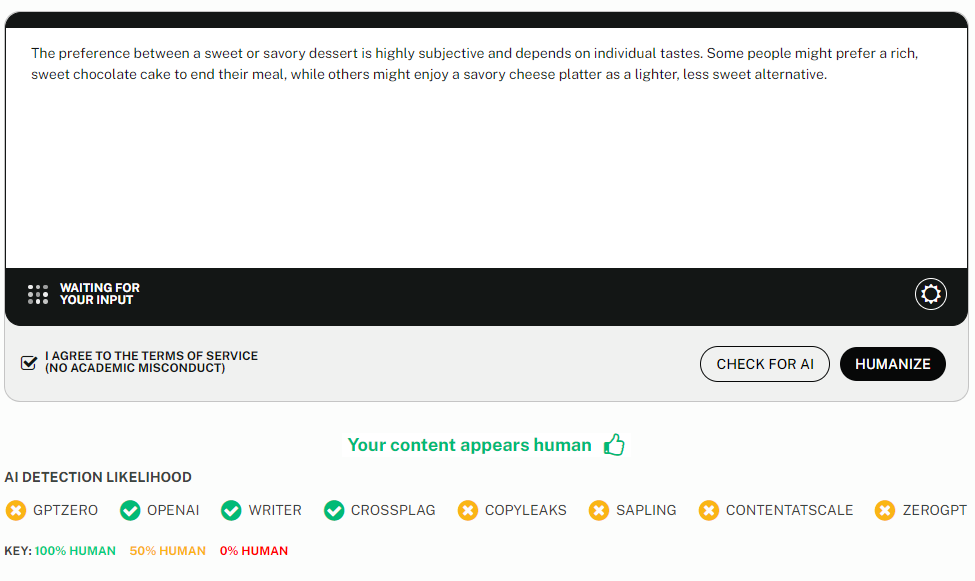 The preference between a sweet or savory dessert is highly subjective and depends on individual tastes. Some people might prefer a rich,
sweet chocolate cake to end their meal, while others might enjoy a savory cheese platter as a lighter, less sweet alternative.
WAITING FOR
YOUR INPUT
I AGREE TO THE TERMS OF SERVICE
(NO ACADEMIC MISCONDUCT)
CHECK FOR AI HUMANIZE
Your content appears human
AI DETECTION LIKELIHOOD
GPTZERO OPENAI WRITER CROSSPLAG COPYLEAKS SAPLING CONTENTATSCALE ZEROGPT
KEY: 100% HUMAN 50% HUMAN 0% HUMAN